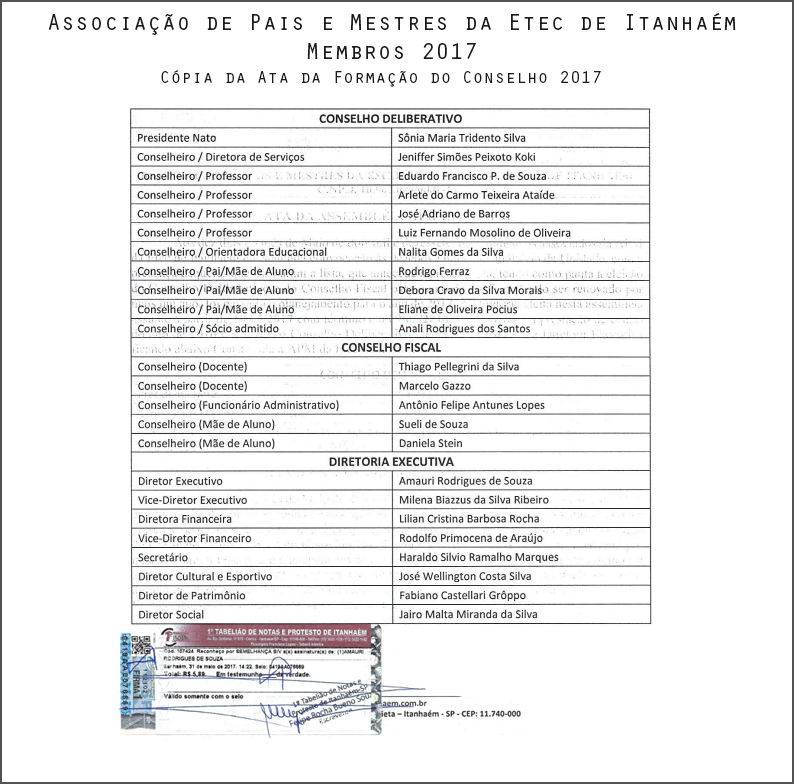 Associação de Pais e Mestres da Etec de Itanhaém
Membros 2017
Cópia da Ata da Formação do Conselho 2017
CONSELHO DELIBERATIVO
Presidente Nato Sônia Maria Tridento Silva
Conselheiro / Diretora de Serviços Jeniffer Simões Peixoto Koki
Conselheiro / Professor Eduardo Francisco P. de Souza
Conselheiro / Professor Arlete do Carmo Teixeira Ataíde
Conselheiro / Professor José Adriano de Barros
Conselheiro / Professor Luiz Fernando Mosolino de Oliveira
Conselheiro / Orientadora Educacional Nalita Gomes da Silva
Conselheiro / Pai/Mãe de Aluno Rodrigo Ferraz
Conselheiro / Pai/Mãe de Aluno Debora Cravo da Silva Morais
Conselheiro / Pai/Mãe de Aluno Eliane de Oliveira Pocius
Conselheiro / Sócio admitido Anali Rodrigues dos Santos
CONSELHO FISCAL
Conselheiro (Docente) Thiago Pellegrini da Silva
Conselheiro (Docente) Marcelo Gazzo
Conselheiro (Funcionário Administrativo) Antônio Felipe Antunes Lopes
Conselheiro (Mãe de Aluno) Sueli de Souza
Conselheiro (Mãe de Aluno) Daniela Stein
DIRETORIA EXECUTIVA
Diretor Executivo Amauri Rodrigues de Souza
Vice-Diretor Executivo Milena Biazzus da Silva Ribeiro
Diretora Financeira Lilian Cristina Barbosa Rocha
Vice-Diretor Financeiro Rodolfo Primocena de Araújo
Secretário Haraldo Silvio Ramalho Marques
Diretor Cultural e Esportivo José Wellington Costa Silva
Diretor de Patrimônio Fabiano Castellari Grôppo
Diretor Social Jairo Malta Miranda da Silva
1º TABELIÃO DE NOTAS E PROTESTO DE ITANHAÉM
Cód. 107424. Reconheço por SEMELHANÇA S/V a(s) assinatura(s) de: (1)AMAURI
RODRIGUES DE SOUZA
Itanhaém, 31 de maio de 2017. 14:22. Selo:
Total: R$ 5,89. Em testemunho da verdade.
Válido somente com o selo
1º Tabelião de Notas e
Protesto de Itanhaém-SP
Felipe Rocha Bueno
Escrevente
FIRMA 1
aem.com.br
ieta – Itanhaém - SP - CEP: 11.740-000